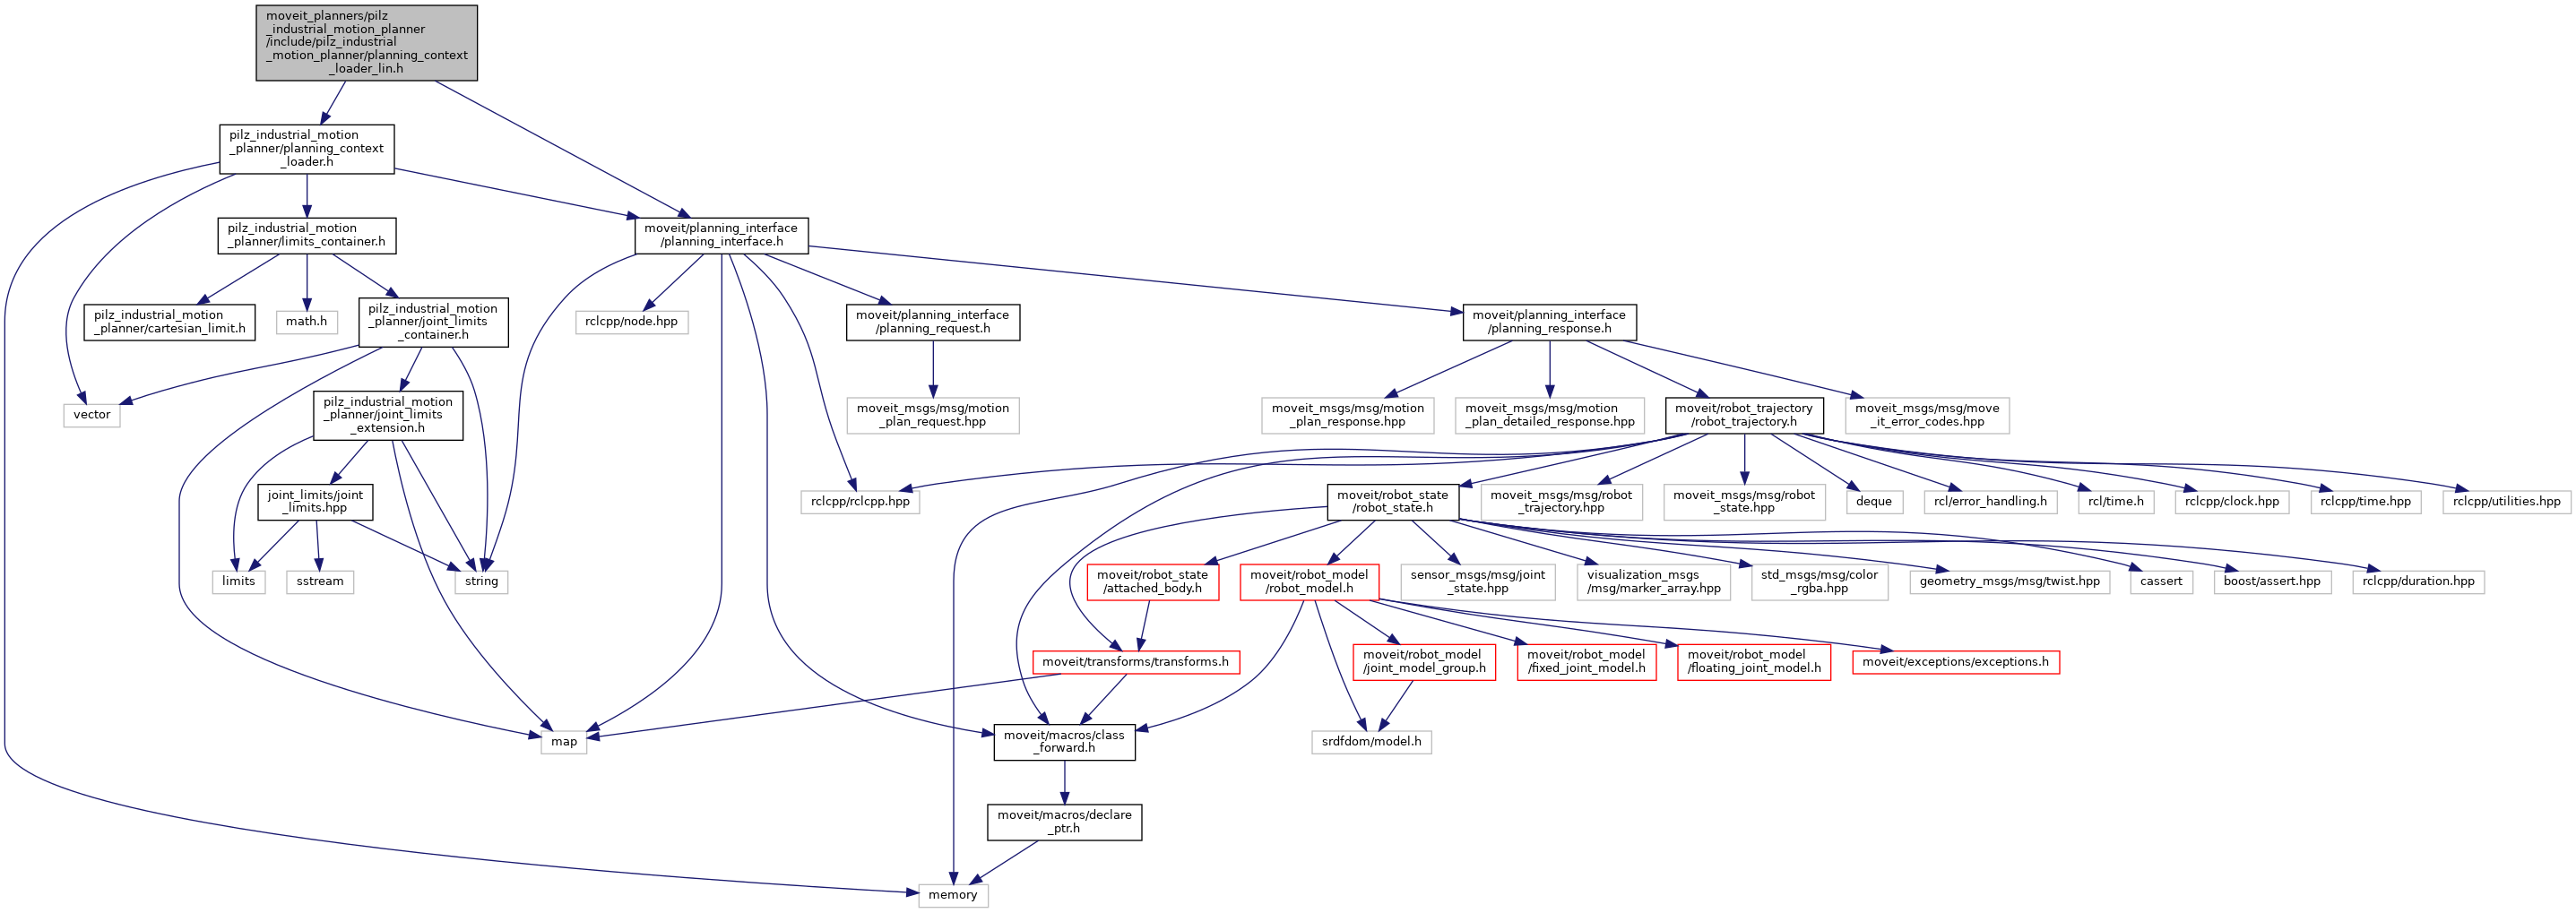 moveit_planners/pilz
_industrial_motion_planner
/include/pilz_industrial
_motion_planner/planning_context
_loader_lin.h
pilz_industrial_motion
_planner/planning_context
_loader.h
pilz_industrial_motion
_planner/limits_container.h
moveit/planning_interface
/planning_interface.h
pilz_industrial_motion
_planner/cartesian_limit.h
math.h
pilz_industrial_motion
_planner/joint_limits
_container.h
rclcpp/node.hpp
moveit/planning_interface
/planning_request.h
moveit/planning_interface
/planning_response.h
vector
pilz_industrial_motion
_planner/joint_limits
_extension.h
moveit_msgs/msg/motion
_plan_request.hpp
moveit_msgs/msg/motion
_plan_response.hpp
moveit_msgs/msg/motion
_plan_detailed_response.hpp
moveit/robot_trajectory
/robot_trajectory.h
moveit_msgs/msg/move
_it_error_codes.hpp
joint_limits/joint
_limits.hpp
rclcpp/rclcpp.hpp
moveit/robot_state
/robot_state.h
moveit_msgs/msg/robot
_trajectory.hpp
moveit_msgs/msg/robot
_state.hpp
deque
rcl/error_handling.h
rcl/time.h
rclcpp/clock.hpp
rclcpp/time.hpp
rclcpp/utilities.hpp
limits
sstream
string
moveit/robot_state
/attached_body.h
moveit/robot_model
/robot_model.h
sensor_msgs/msg/joint
_state.hpp
visualization_msgs
/msg/marker_array.hpp
std_msgs/msg/color
_rgba.hpp
geometry_msgs/msg/twist.hpp
cassert
boost/assert.hpp
rclcpp/duration.hpp
moveit/transforms/transforms.h
moveit/robot_model
/joint_model_group.h
moveit/robot_model
/fixed_joint_model.h
moveit/robot_model
/floating_joint_model.h
moveit/exceptions/exceptions.h
map
moveit/macros/class
_forward.h
srdfdom/model.h
moveit/macros/declare
_ptr.h
memory